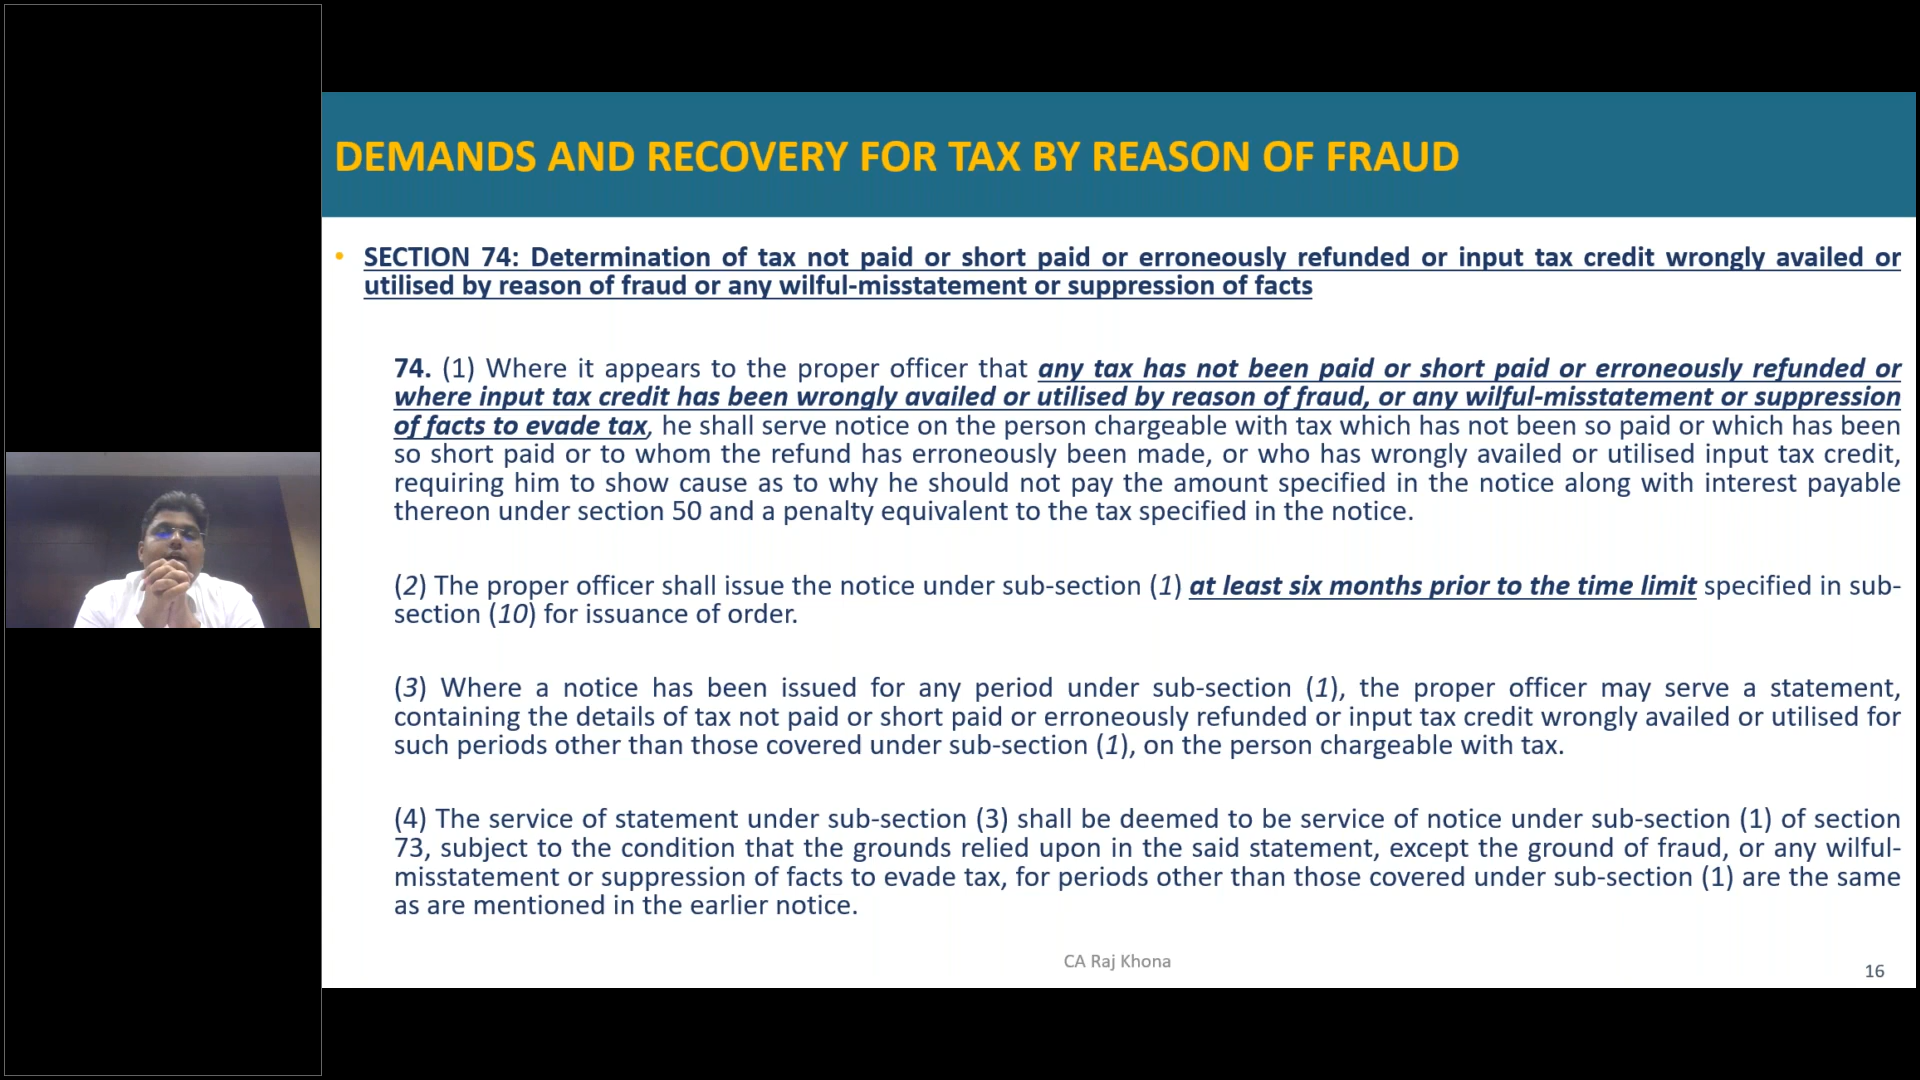 DEMANDS AND RECOVERY FOR TAX BY REASON OF FRAUD
• SECTION 74: Determination of tax not paid or short paid or erroneously refunded or input tax credit wrongly availed or
utilised by reason of fraud or any wilful-misstatement or suppression of facts
74. (1) Where it appears to the proper officer that any tax has not been paid or short paid or erroneously refunded or
where input tax credit has been wrongly availed or utilised by reason of fraud, or any wilful-misstatement or suppression
of facts to evade tax, he shall serve notice on the person chargeable with tax which has not been so paid or which has been
so short paid or to whom the refund has erroneously been made, or who has wrongly availed or utilised input tax credit,
requiring him to show cause as to why he should not pay the amount specified in the notice along with interest payable
thereon under section 50 and a penalty equivalent to the tax specified in the notice.
(2) The proper officer shall issue the notice under sub-section (1) at least six months prior to the time limit specified in sub-
section (10) for issuance of order.
(3) Where a notice has been issued for any period under sub-section (1), the proper officer may serve a statement,
containing the details of tax not paid or short paid or erroneously refunded or input tax credit wrongly availed or utilised for
such periods other than those covered under sub-section (1), on the person chargeable with tax.
(4) The service of statement under sub-section (3) shall be deemed to be service of notice under sub-section (1) of section
73, subject to the condition that the grounds relied upon in the said statement, except the ground of fraud, or any wilful-
misstatement or suppression of facts to evade tax, for periods other than those covered under sub-section (1) are the same
as are mentioned in the earlier notice.
CA Raj Khona
16